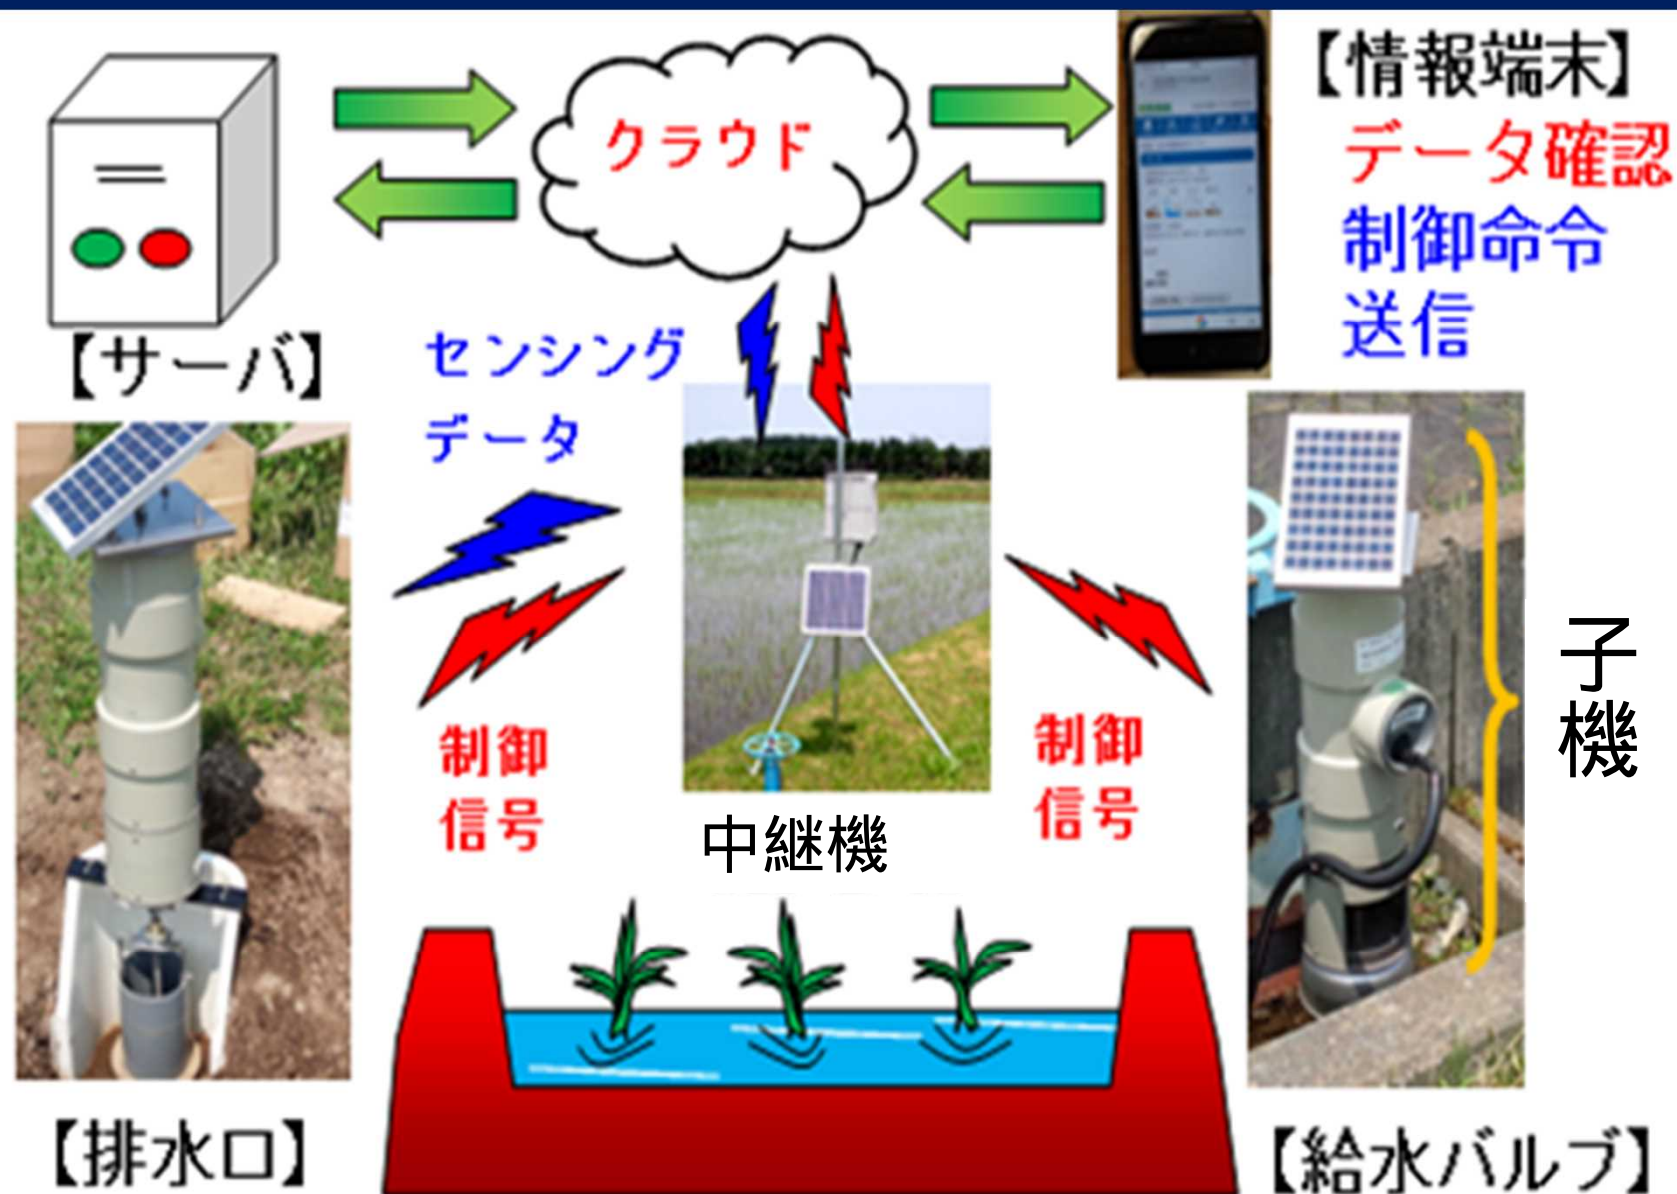 クラウド
【情報端末】
データ確認
制御命令
送信
【サーバ】
センシング
データ
制御
信号
中継機
制御
信号
子機
【排水口】
【給水バルブ】